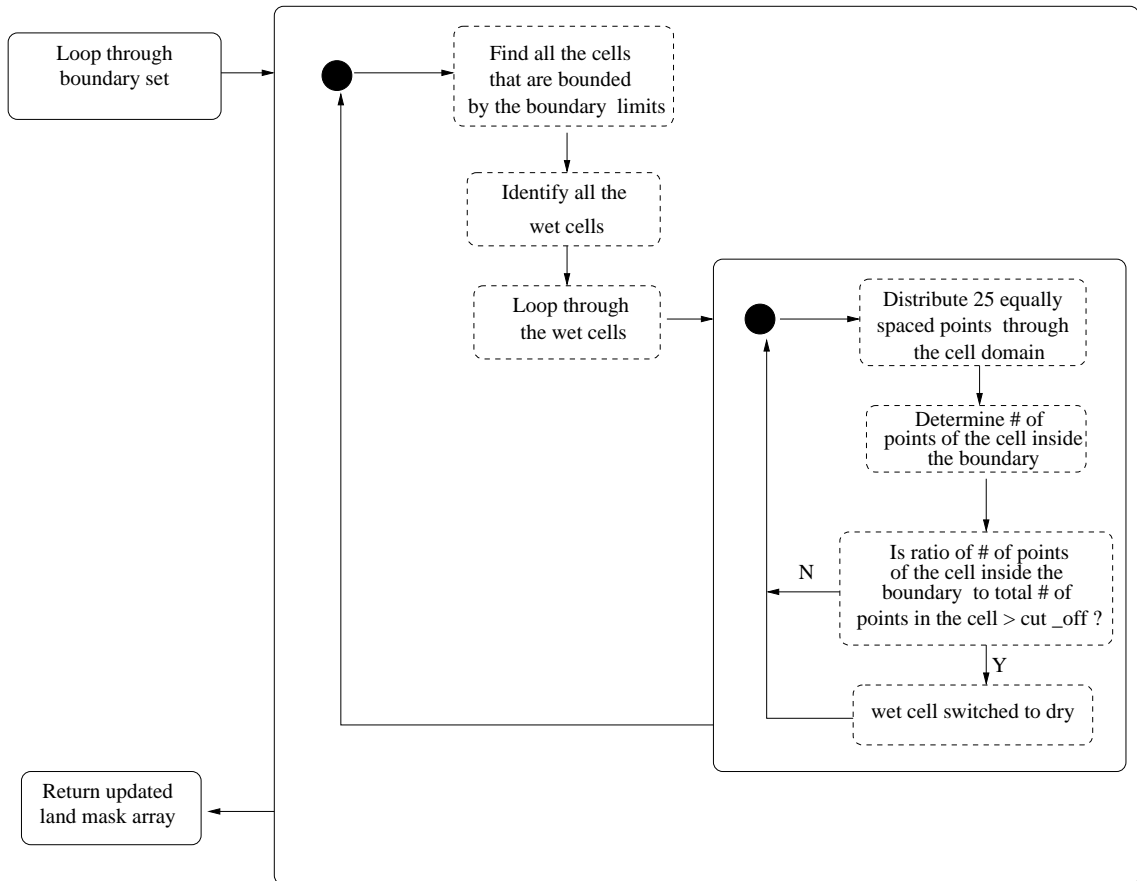 Loop through
boundary set
Find all the cells
that are bounded
by the boundary limits
Identify all the
wet cells
Loop through
the wet cells
Distribute 25 equally
spaced points through
the cell domain
Determine # of
points of the cell inside
the boundary
Is ratio of # of points
of the cell inside the
boundary to total # of
points in the cell > cut _off ?
N
Y
wet cell switched to dry
Return updated
land mask array